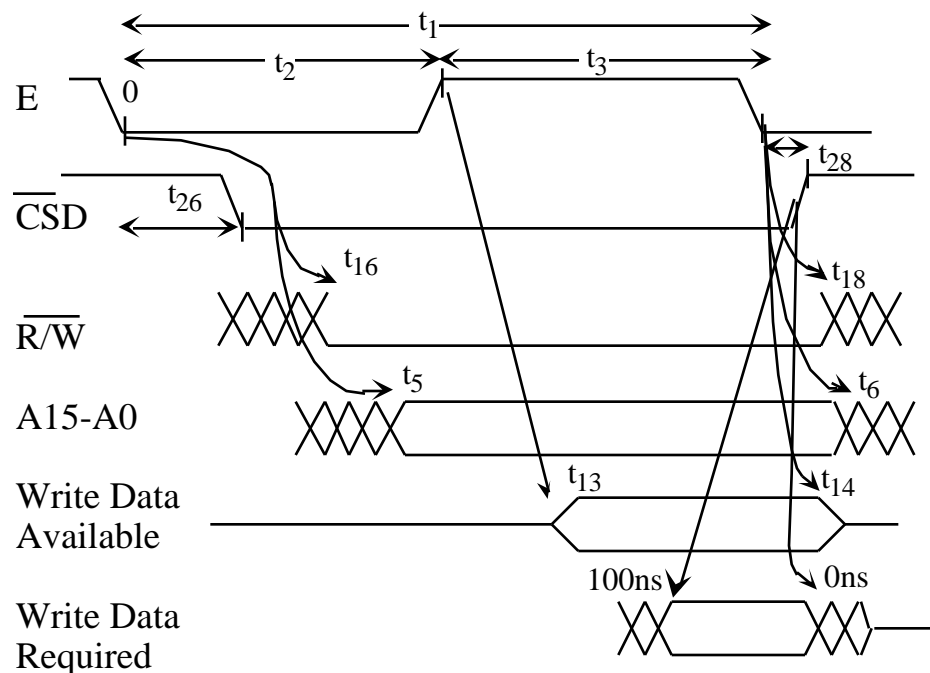 t1
t2
t3
E
0
t28
CSD
t26
t16
t18
R/W
t5
t6
A15-A0
t13
t14
Write Data
Available
100ns
0ns
Write Data
Required